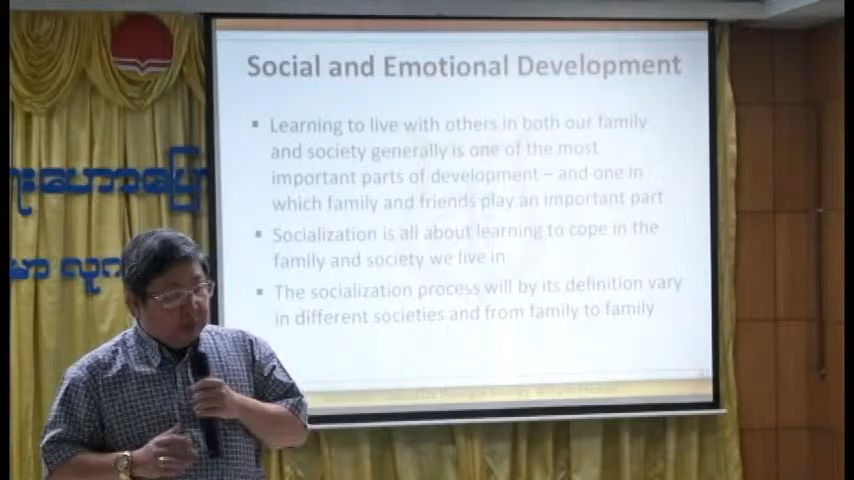 Social and Emotional Development
▪ Learning to live with others in both our family
and society generally is one of the most
important parts of development – and one in
which family and friends play an important part
▪ Socialization is all about learning to cope in the
family and society we live in
▪ The socialization process will by its definition vary
in different societies and from family to family